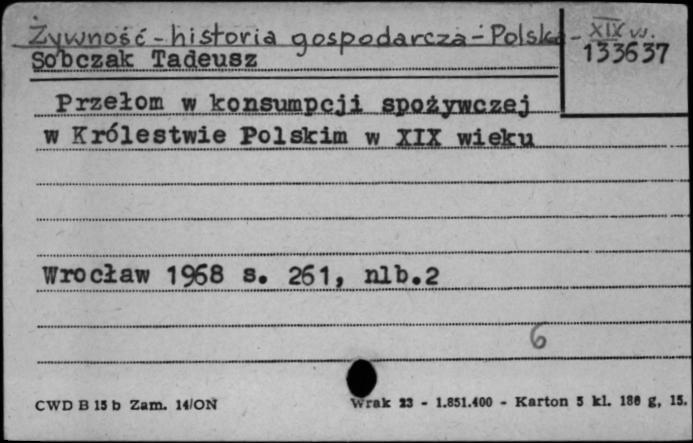 Żywność - historia gospodarcza - Polska - XIX w.
133637
Sobczak Tadeusz
Przełom w konsumpcji spożywczej
w Królestwie Polskim w XIX wieku
Wrocław 1968 s. 261, nlb.2
6
CWD B 15 b Zam. 14/ON
Wrak 23 - 1.851.400 - Karton 5 kl. 180 g, 15.